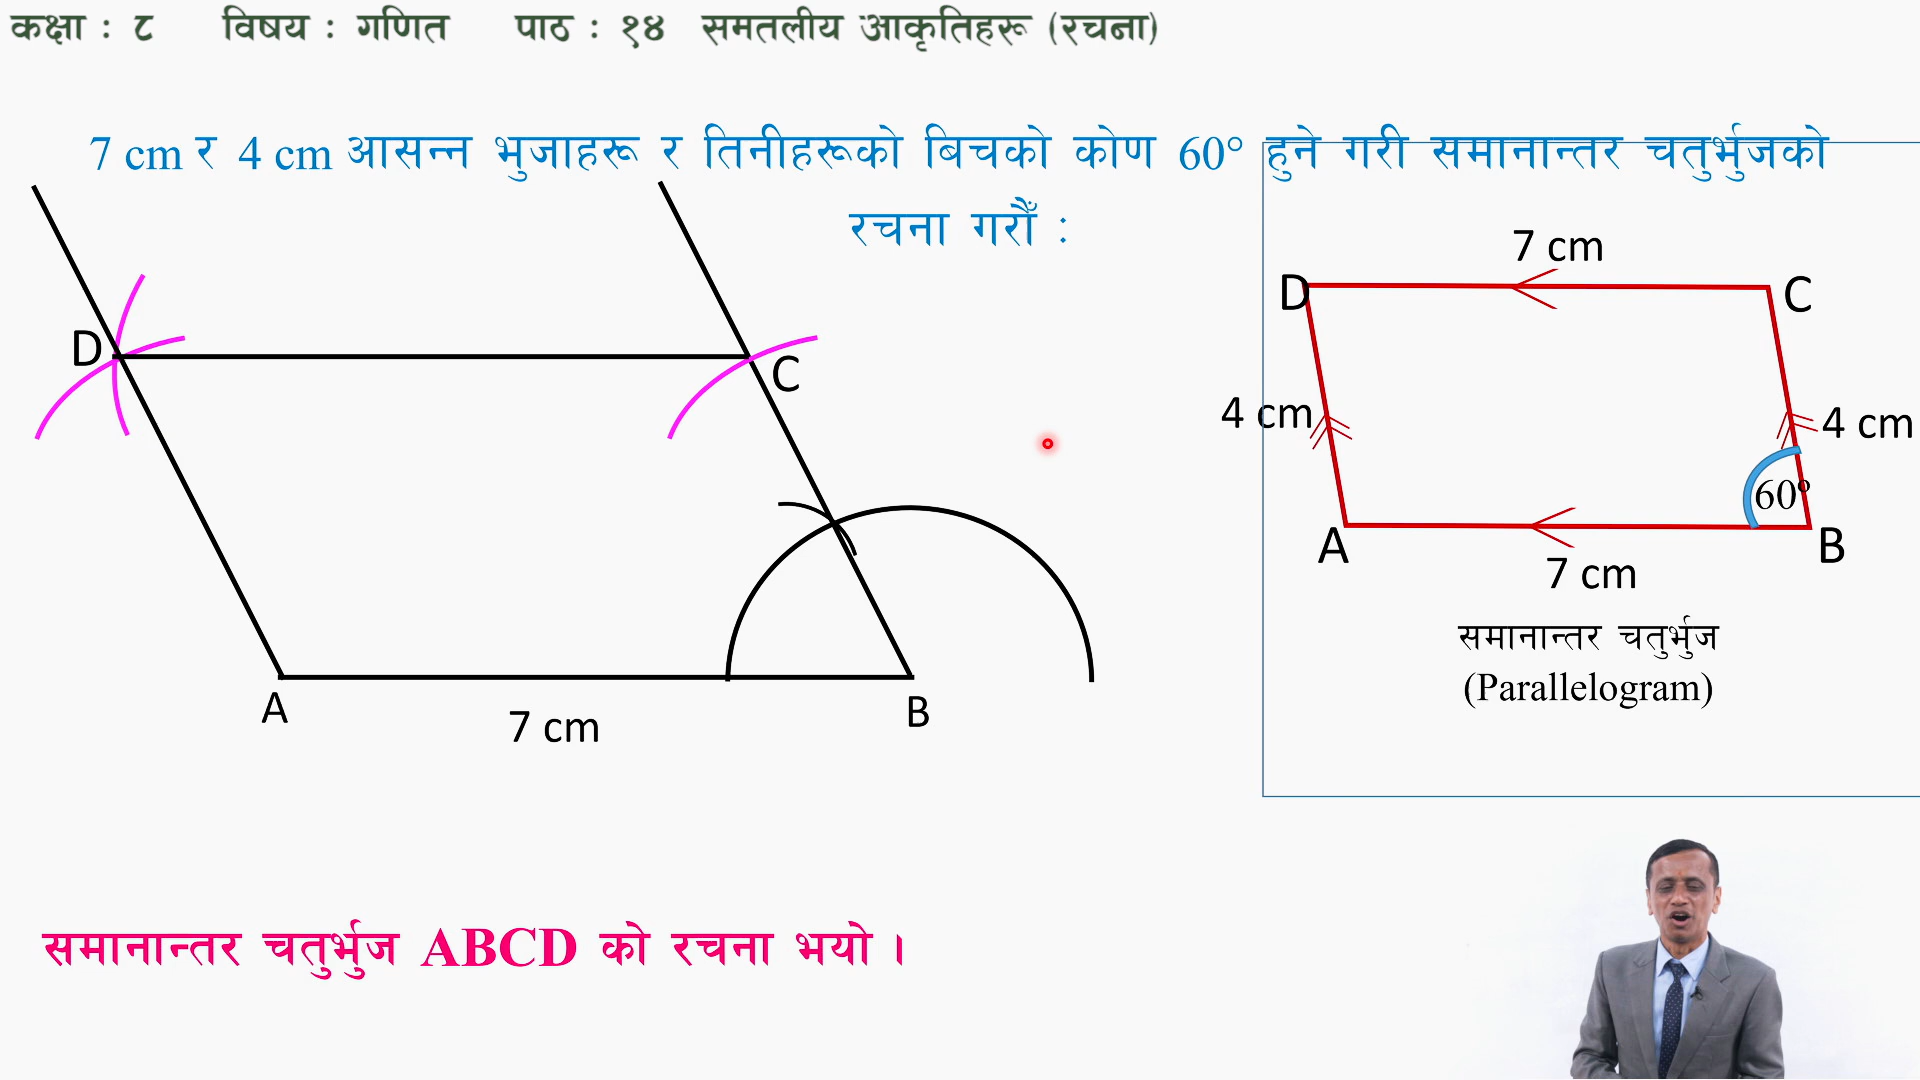 कक्षा : ८ विषय : गणित पाठ : १४ समतलीय आकृतिहरू (रचना)
7 cm र 4 cm आसन्न भुजाहरू र तिनीहरूको बिचको कोण 60° हुने गरी समानान्तर चतुर्भुजको
रचना गरौँ :
7 cm
D
C
D
C
4 cm
4 cm
60°
A
B
7 cm
A
B
7 cm
समानान्तर चतुर्भुज
(Parallelogram)
समानान्तर चतुर्भुज ABCD को रचना भयो ।